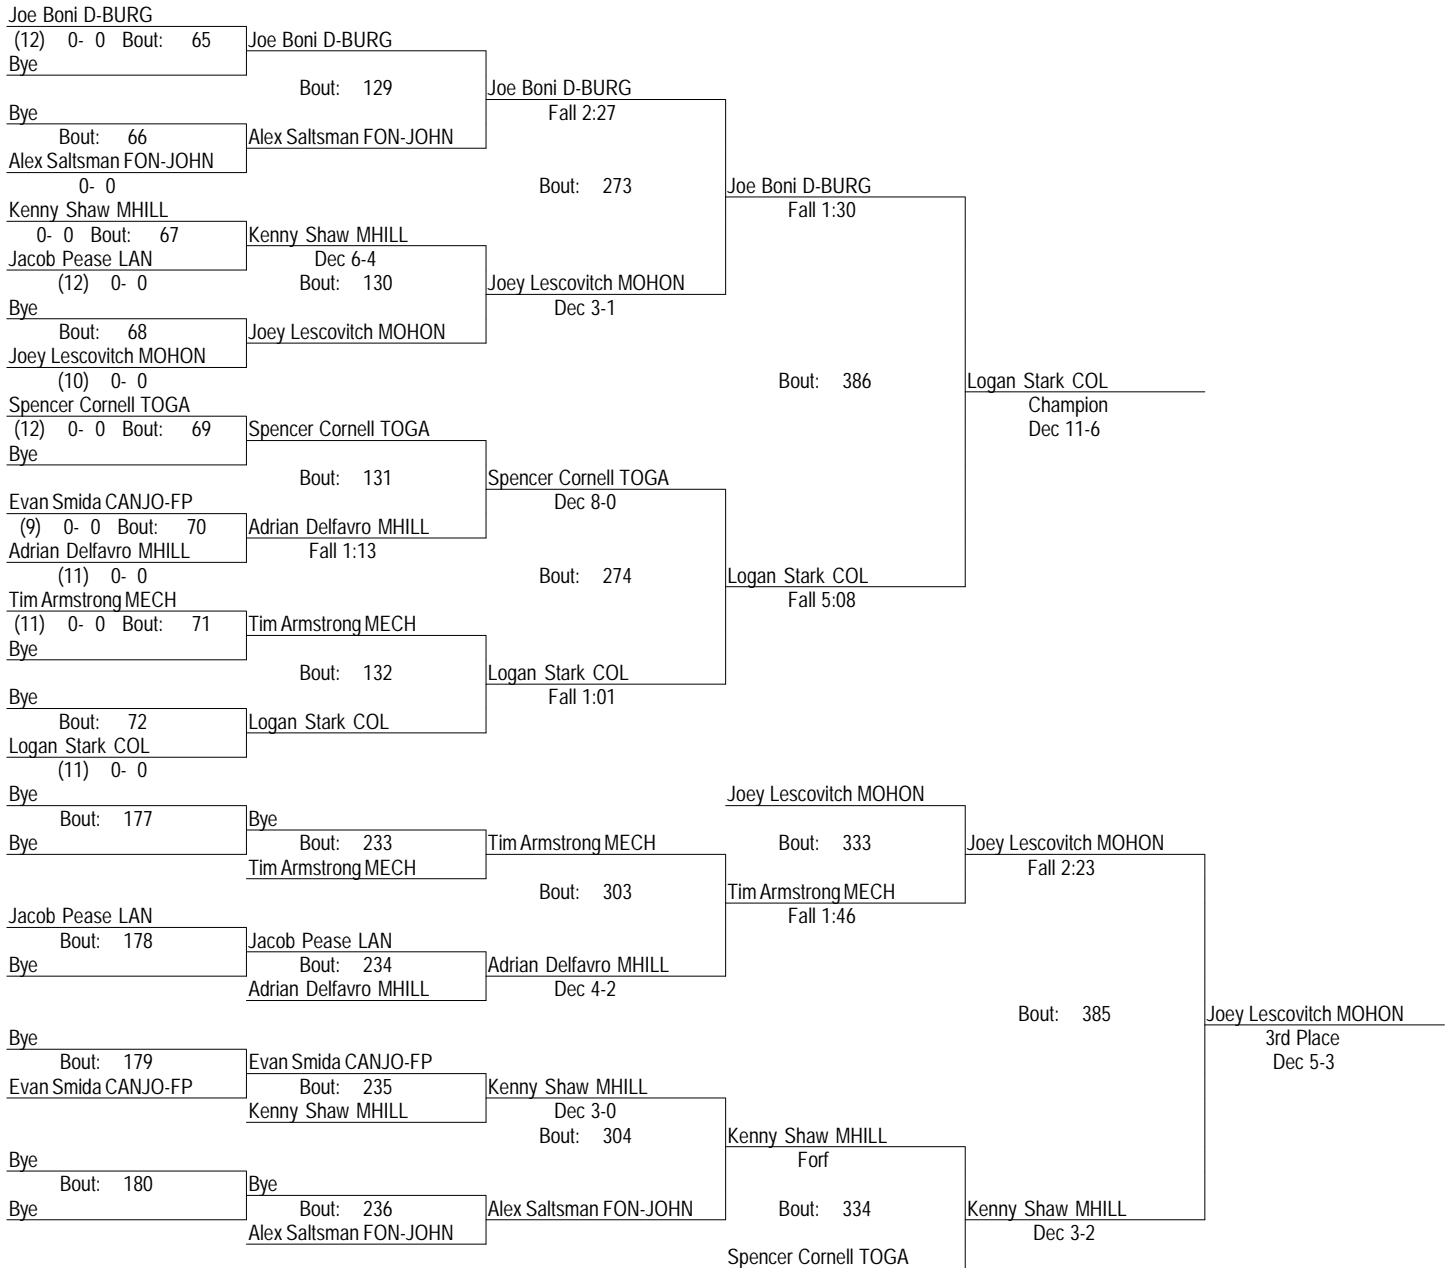 Joe Boni D-BURG
(12) 0- 0 Bout: 65 Joe Boni D-BURG
Bye
Bout: 129 Joe Boni D-BURG
Bye Fall 2:27
Bout: 66 Alex Saltsman FON-JOHN
Alex Saltsman FON-JOHN
0- 0 Bout: 273 Joe Boni D-BURG
Kenny Shaw MHILL Fall 1:30
0- 0 Bout: 67 Kenny Shaw MHILL
Jacob Pease LAN Dec 6-4
(12) 0- 0 Bout: 130 Joey Lescovitch MOHON
Bye Dec 3-1
Bout: 68 Joey Lescovitch MOHON
Joey Lescovitch MOHON
(10) 0- 0 Bout: 386 Logan Stark COL
Spencer Cornell TOGA Champion
(12) 0- 0 Bout: 69 Spencer Cornell TOGA Dec 11-6
Bye
Bout: 131 Spencer Cornell TOGA
Evan Smida CANJO-FP Dec 8-0
(9) 0- 0 Bout: 70 Adrian Delfavro MHILL
Adrian Delfavro MHILL Fall 1:13
(11) 0- 0 Bout: 274 Logan Stark COL
Tim Armstrong MECH Fall 5:08
(11) 0- 0 Bout: 71 Tim Armstrong MECH
Bye
Bout: 132 Logan Stark COL
Bye Fall 1:01
Bout: 72 Logan Stark COL
Logan Stark COL
(11) 0- 0
Bye Joey Lescovitch MOHON
Bout: 177 Bye
Bye Bout: 233 Tim Armstrong MECH Bout: 333 Joey Lescovitch MOHON
Tim Armstrong MECH Fall 2:23
Bout: 303 Tim Armstrong MECH
Jacob Pease LAN Fall 1:46
Bout: 178 Jacob Pease LAN
Bye Bout: 234 Adrian Delfavro MHILL
Adrian Delfavro MHILL Dec 4-2
Bout: 385 Joey Lescovitch MOHON
Bye 3rd Place
Bout: 179 Evan Smida CANJO-FP Dec 5-3
Evan Smida CANJO-FP Bout: 235 Kenny Shaw MHILL
Kenny Shaw MHILL Dec 3-0
Bout: 304 Kenny Shaw MHILL
Bye Forf
Bout: 180 Bye
Bye Bout: 236 Alex Saltsman FON-JOHN Bout: 334 Kenny Shaw MHILL
Alex Saltsman FON-JOHN Dec 3-2
Spencer Cornell TOGA